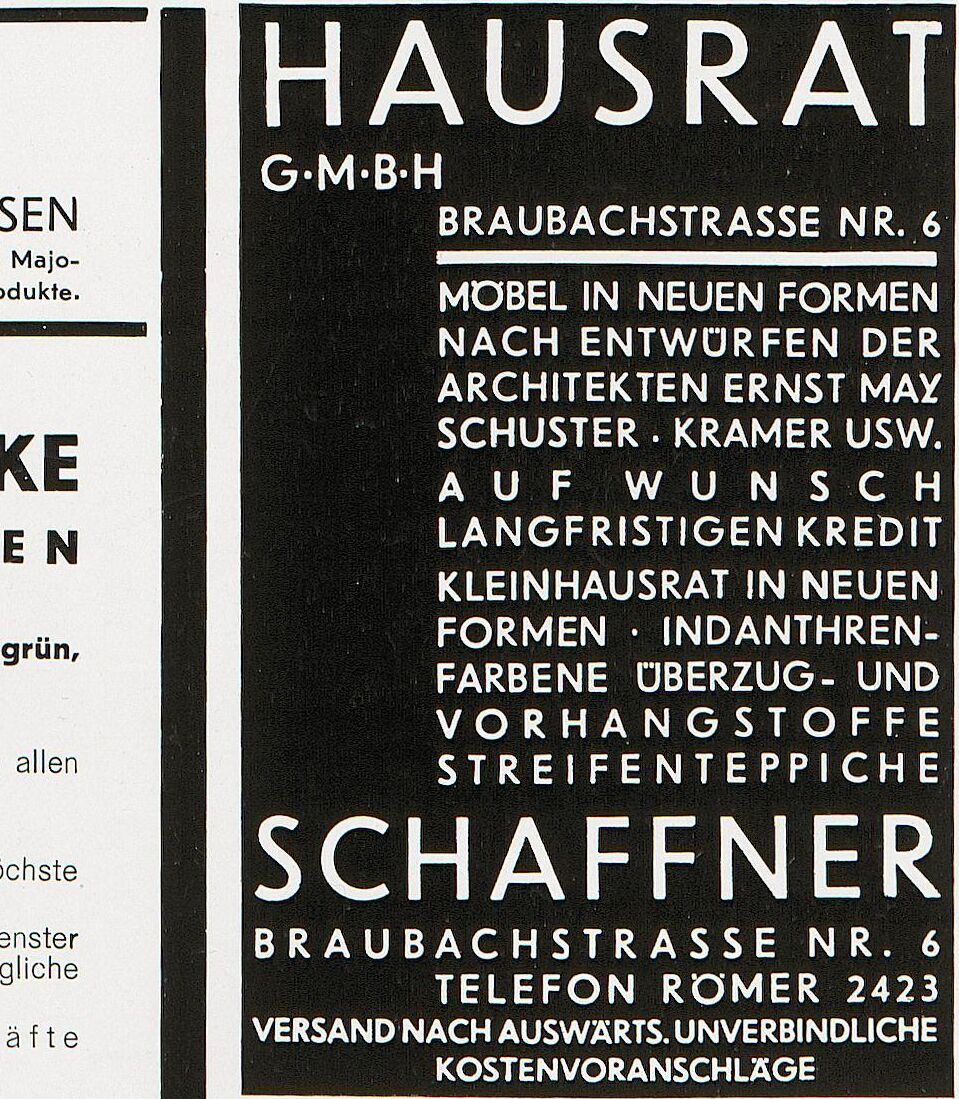 SEN
Majo-
odukte.
KE
EN
grün,
allen
öchste
enster
gliche
äfte
HAUSRAT
G·M·B·H
BRAUBACHSTRASSE NR. 6
MÖBEL IN NEUEN FORMEN
NACH ENTWÜRFEN DER
ARCHITEKTEN ERNST MAY
SCHUSTER · KRAMER USW.
AUF WUNSCH
LANGFRISTIGEN KREDIT
KLEINHAUSRAT IN NEUEN
FORMEN · INDANTHREN-
FARBENE ÜBERZUG- UND
VORHANGSTOFFE
STREIFENTEPPICHE
SCHAFFNER
BRAUBACHSTRASSE NR. 6
TELEFON RÖMER 2423
VERSAND NACH AUSWÄRTS. UNVERBINDLICHE
KOSTENVORANSCHLÄGE